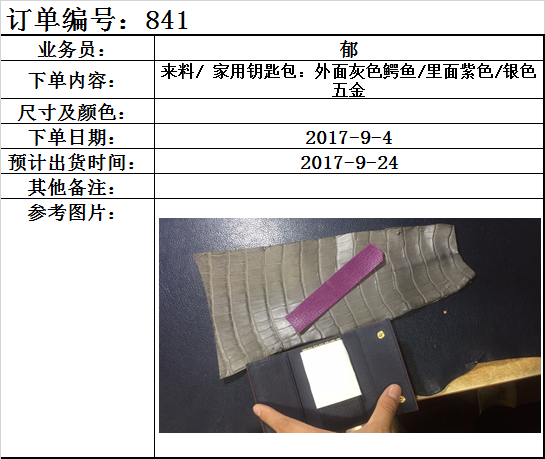 订单编号：841
业务员： 郁
下单内容： 来料/ 家用钥匙包：外面灰色鳄鱼/里面紫色/银色
五金
尺寸及颜色：
下单日期： 2017-9-4
预计出货时间： 2017-9-24
其他备注：
参考图片：